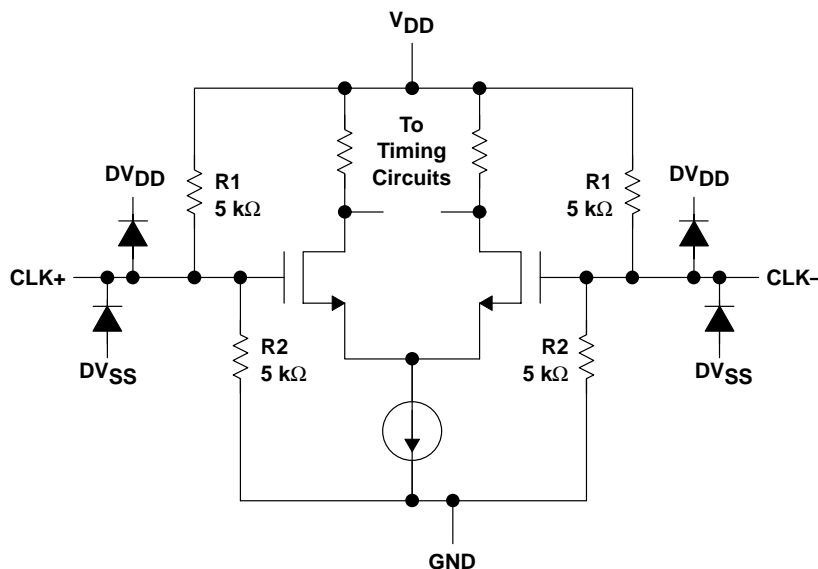 VDD
To
Timing
Circuits
DVDD
R1
5 kΩ
R1
5 kΩ
DVDD
CLK+
CLK–
R2
5 kΩ
R2
5 kΩ
DVSS
DVSS
GND